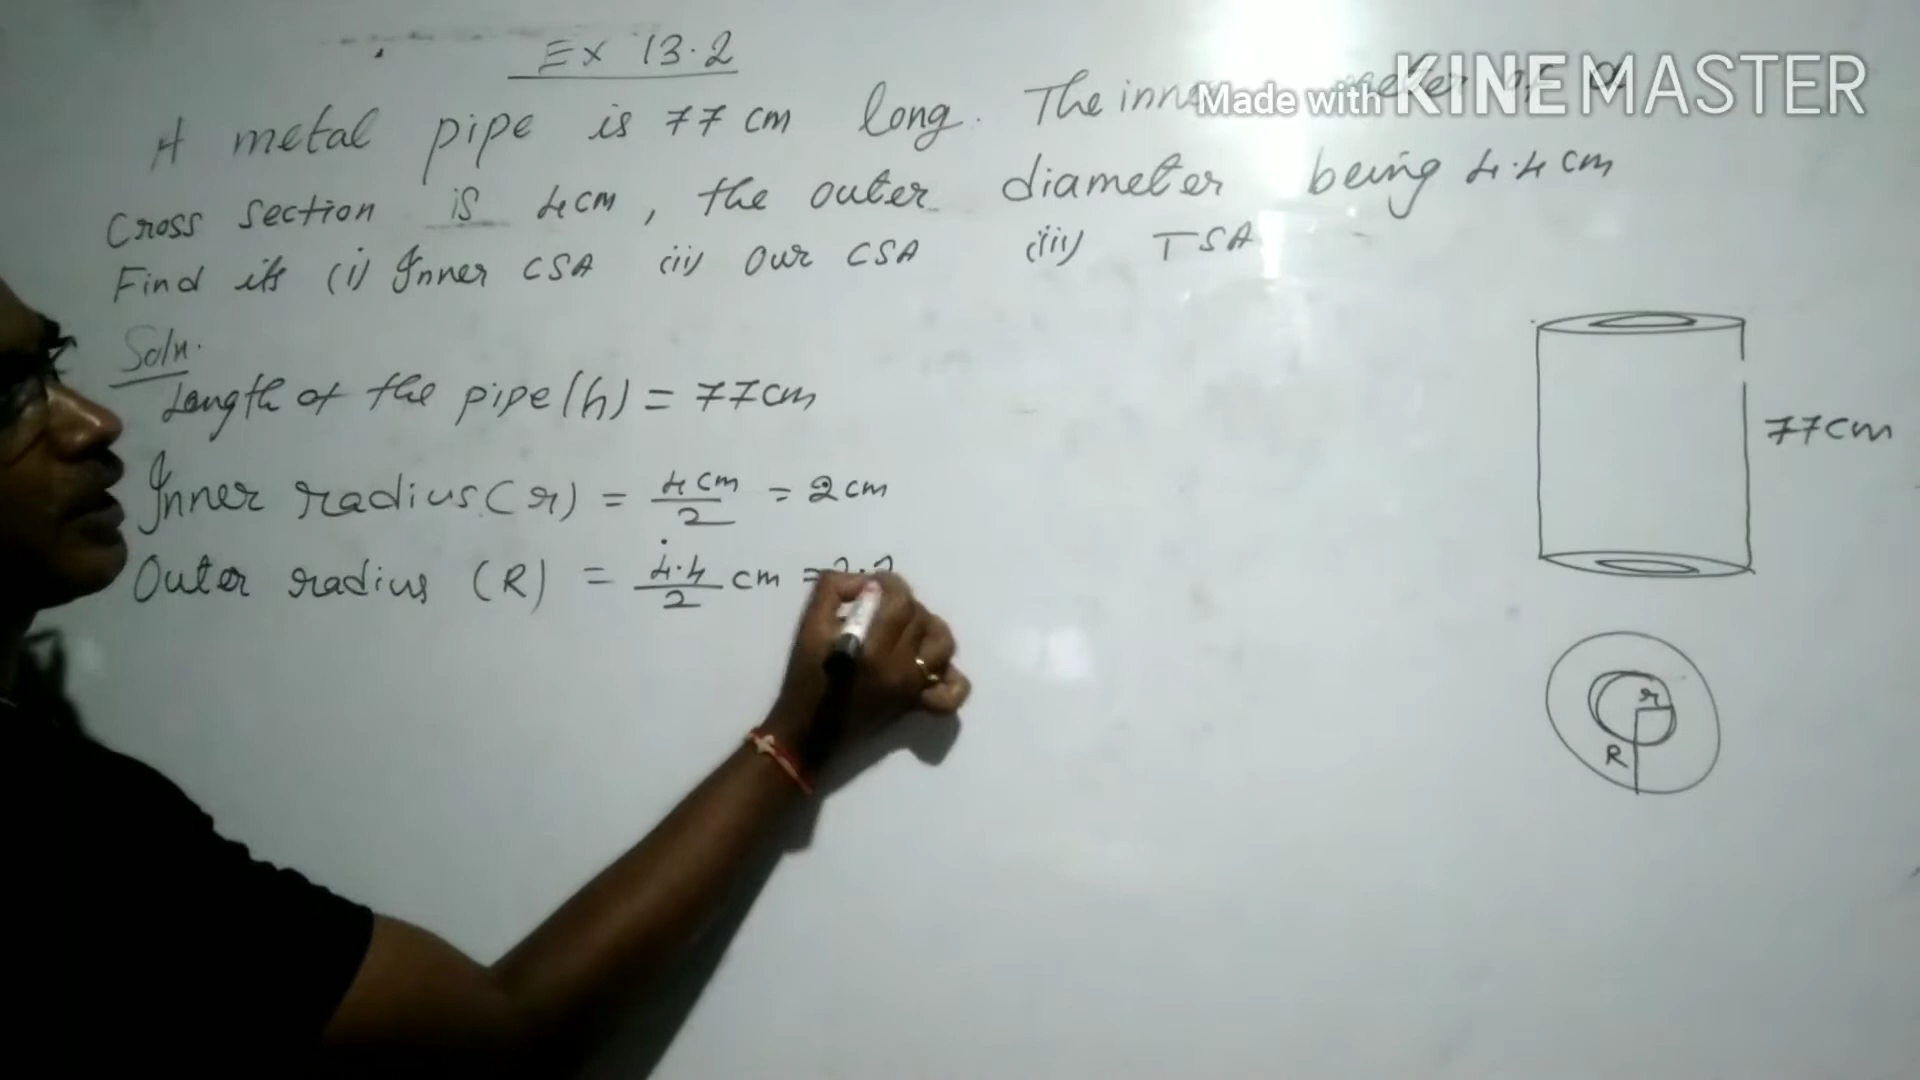 Ex 13.2
Made with KINEMASTER
A metal pipe is 77 cm long. The inner of a
Cross section is 4cm, the outer diameter being 4.4 cm
Find its (i) Inner CSA (ii) Our CSA (iii) TSA
Soln.
Length of the pipe (h) = 77cm
Inner radius (r) = 4cm/2 = 2cm
Outer radius (R) = 4.4/2 cm = 2.2
77cm
r
R